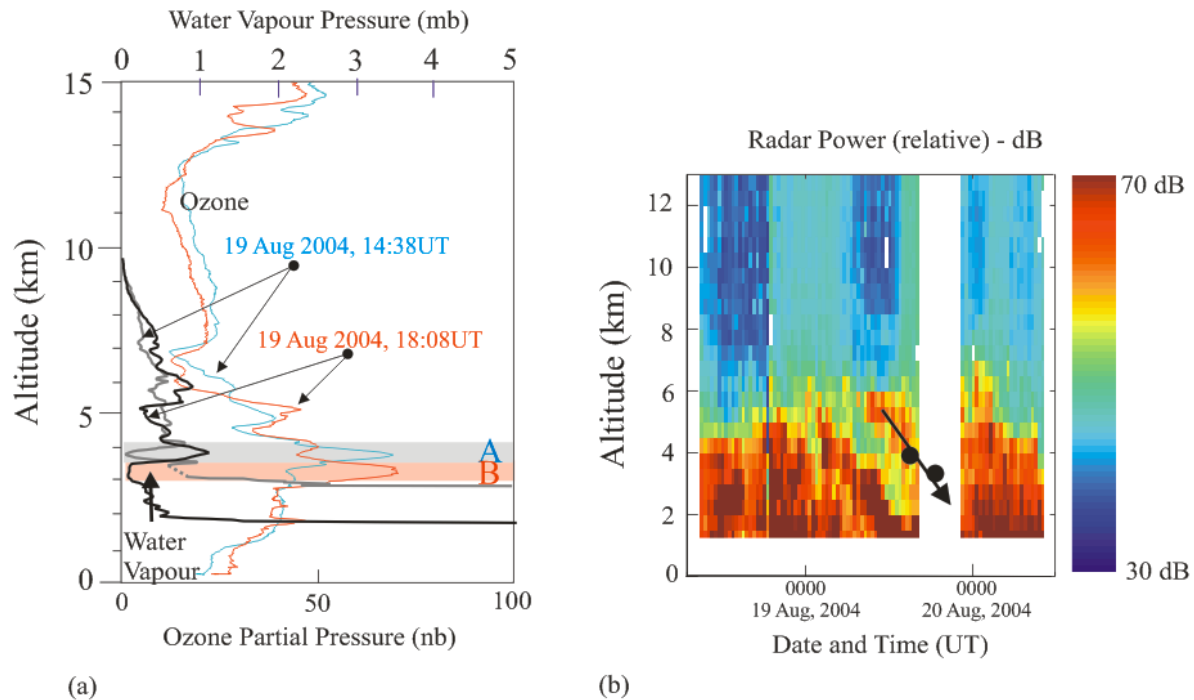 Water Vapour Pressure (mb)
0 1 2 3 4 5
15
10
5
0
Altitude (km)
Ozone
19 Aug 2004, 14:38UT
19 Aug 2004, 18:08UT
A
B
Water
Vapour
0 50 100
Ozone Partial Pressure (nb)
(a)
Radar Power (relative) - dB
12
10
8
6
4
2
0
Altitude (km)
70 dB
30 dB
0000 0000
19 Aug, 2004 20 Aug, 2004
Date and Time (UT)
(b)